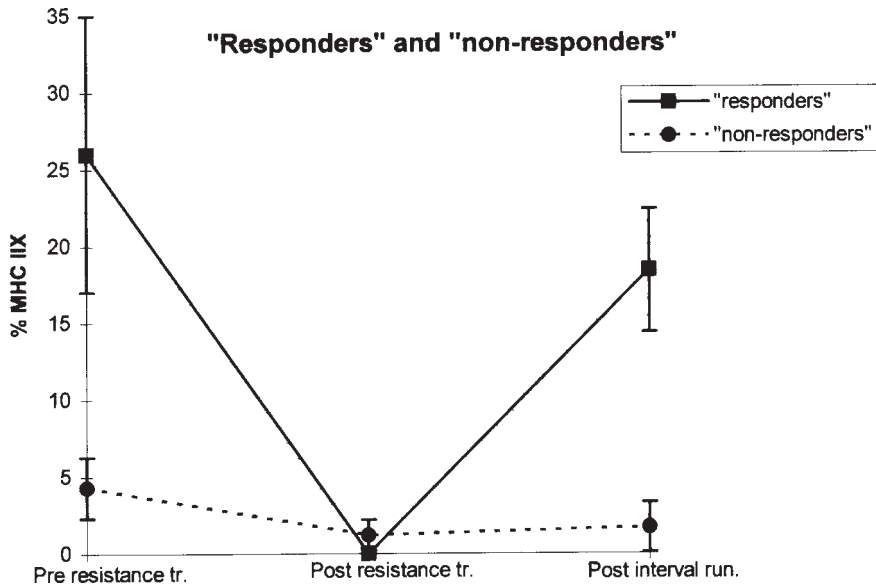 "Responders" and "non-responders"
"responders"
"non-responders"
% MHC IIX
35
30
25
20
15
10
5
0
Pre resistance tr.
Post resistance tr.
Post interval run.